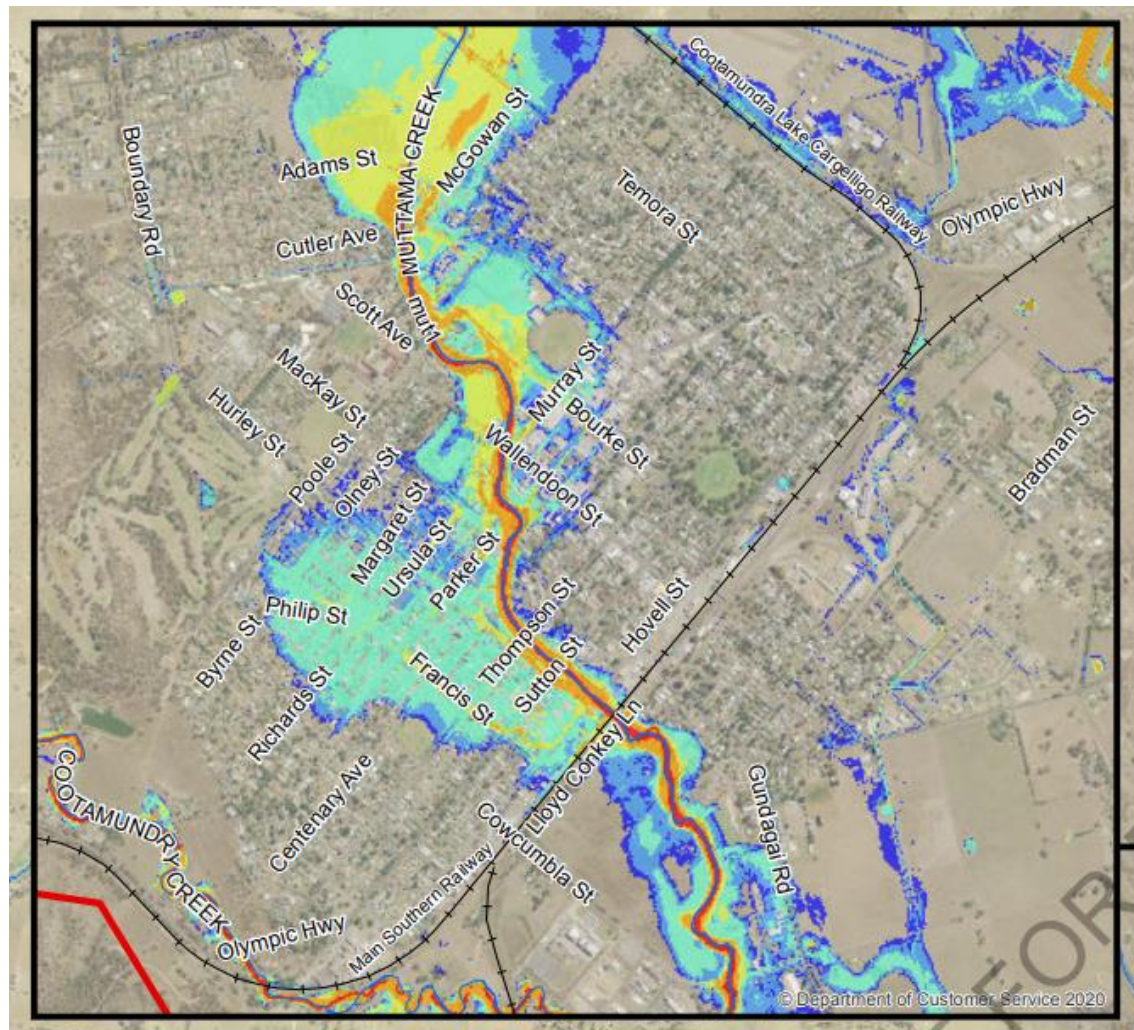 Cootamundra Lake Cargelligo Railway
MUTTAMA CREEK
McGowan St
Boundary Rd
Adams St
Temora St
Olympic Hwy
Cutler Ave
Scott Ave
mut1
MacKay St
Murray St
Hurley St
Bourke St
Poole St
Wallendoon St
Bradman St
Olney St
Margaret St
Ursula St
Parker St
Philip St
Thompson St
Hovell St
Byrne St
Francis St
Sutton St
Richards St
Lloyd Conkey Ln
COOTAMUNDRY CREEK
Centenary Ave
Gundagai Rd
Cowcumbla St
Main Southern Railway
Olympic Hwy
FOR
© Department of Customer Service 2020